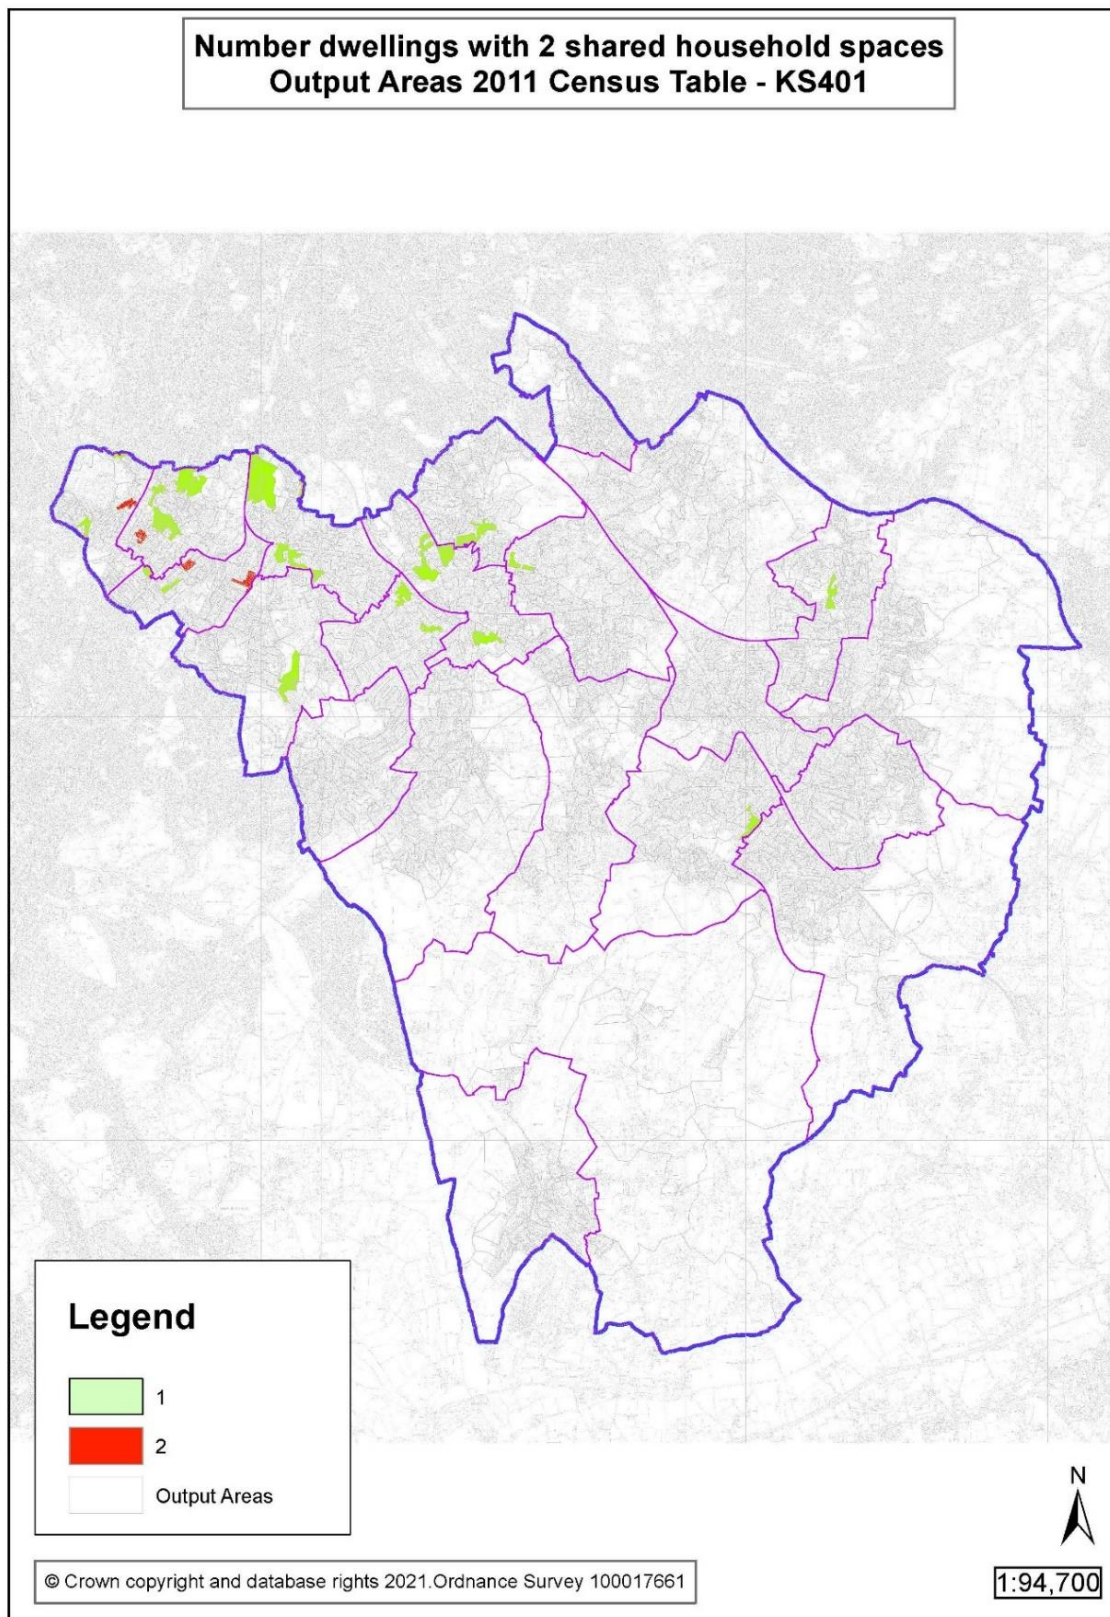 Number dwellings with 2 shared household spaces
Output Areas 2011 Census Table - KS401
Legend
1
2
Output Areas
N
© Crown copyright and database rights 2021.Ordnance Survey 100017661
1:94,700